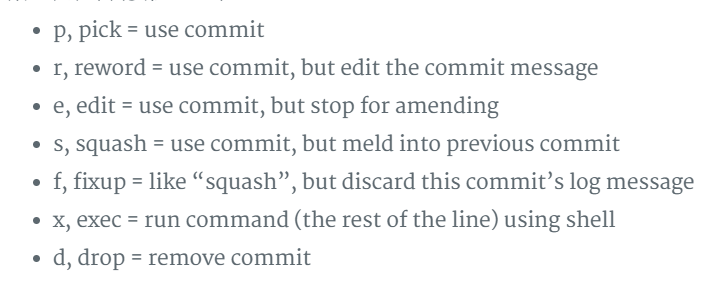 • p, pick = use commit
• r, reword = use commit, but edit the commit message
• e, edit = use commit, but stop for amending
• s, squash = use commit, but meld into previous commit
• f, fixup = like “squash”, but discard this commit’s log message
• x, exec = run command (the rest of the line) using shell
• d, drop = remove commit